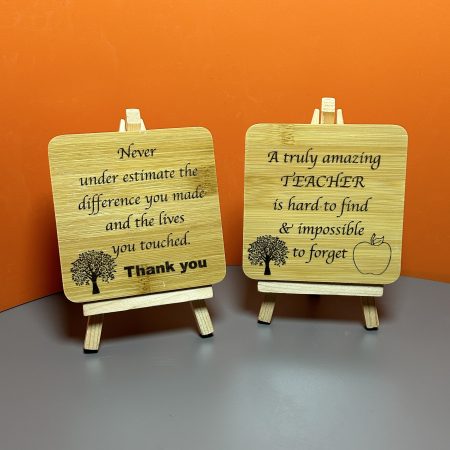 Never
under estimate the
difference you made
and the lives
you touched.
Thank you
A truly amazing
TEACHER
is hard to find
& impossible
to forget